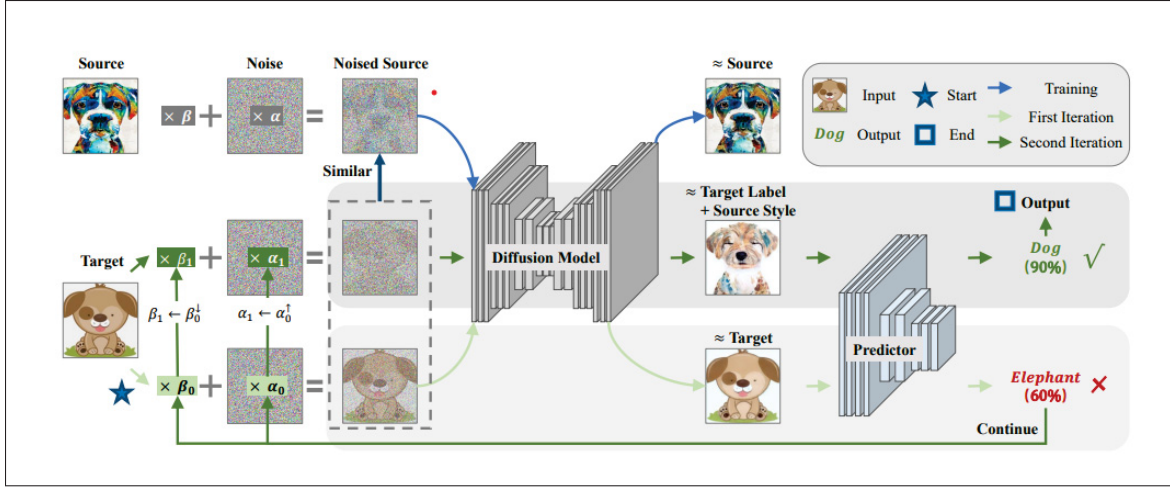 Source
Noise
Noised Source
≈ Source
× β + × α =
Input
Start
Training
First Iteration
Dog
Output
End
Second Iteration
Similar
≈ Target Label
+ Source Style
Output
Target
× β₁ + × α₁ =
Diffusion Model
Dog
(90%) √
β₁ ← β₀↓
α₁ ← α₀↑
≈ Target
Predictor
× β₀ + × α₀ =
Elephant
(60%) ×
Continue